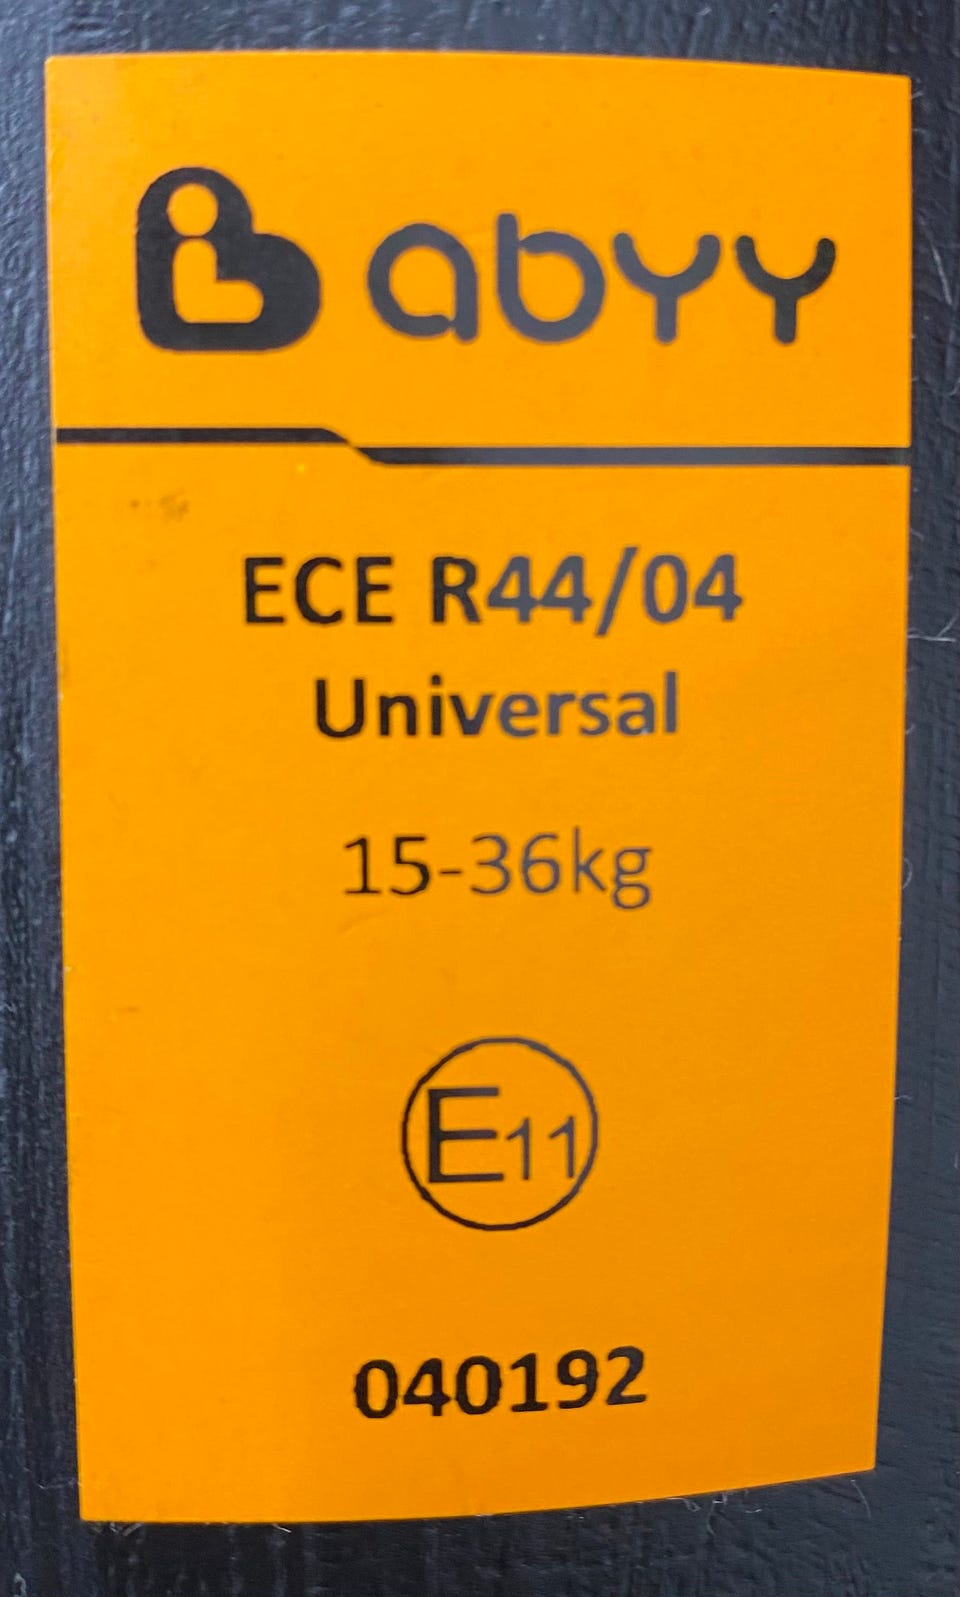 Babyy
ECE R44/04
Universal
15-36kg
E11
040192